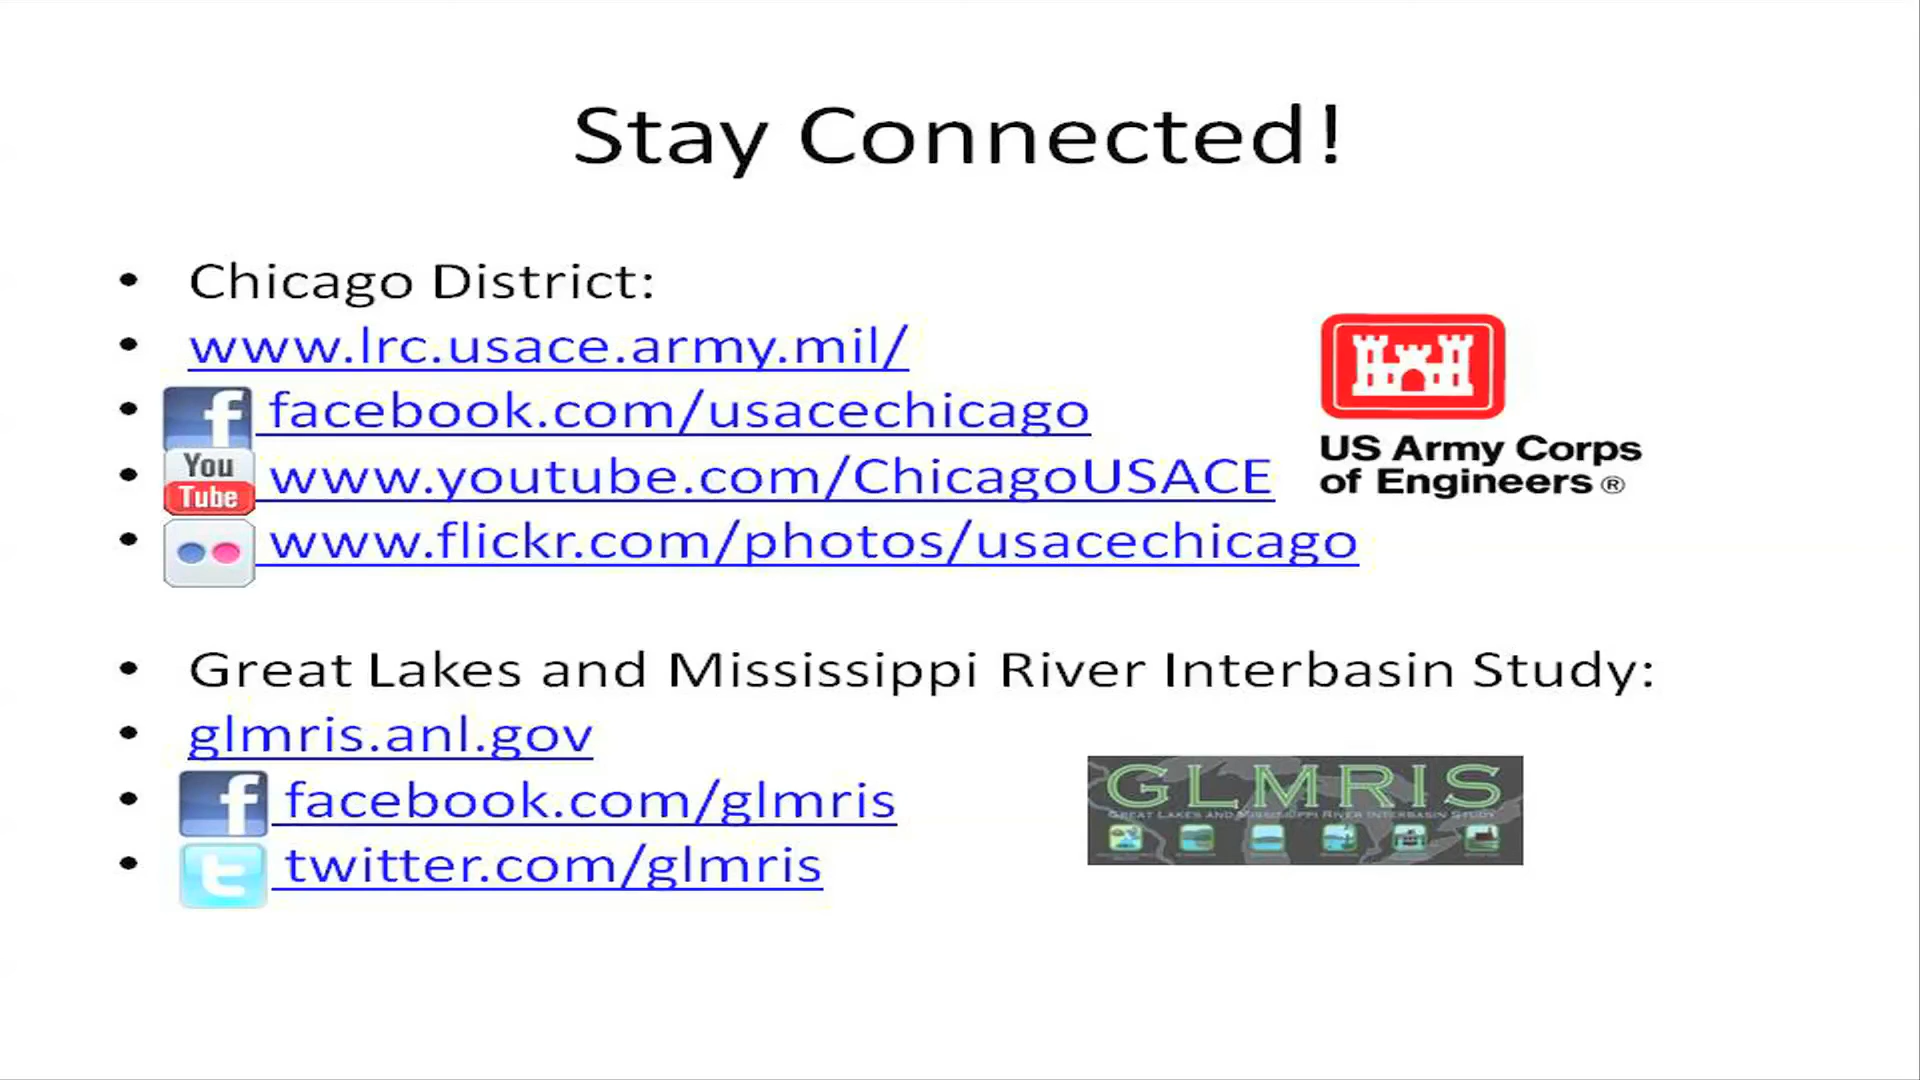 Stay Connected!
• Chicago District:
• www.lrc.usace.army.mil/
• facebook.com/usacechicago
• You Tube www.youtube.com/ChicagoUSACE
• www.flickr.com/photos/usacechicago
US Army Corps
of Engineers ®
• Great Lakes and Mississippi River Interbasin Study:
• glmris.anl.gov
• facebook.com/glmris
• twitter.com/glmris
GLMRIS
GREAT LAKES AND MISSISSIPPI RIVER INTERBASIN STUDY